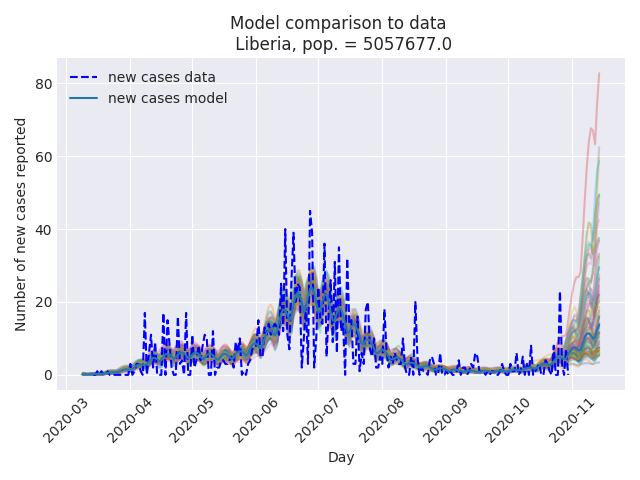 Model comparison to data
Liberia, pop. = 5057677.0
new cases data
new cases model
Number of new cases reported
80
60
40
20
0
2020-03
2020-04
2020-05
2020-06
2020-07
2020-08
2020-09
2020-10
2020-11
Day